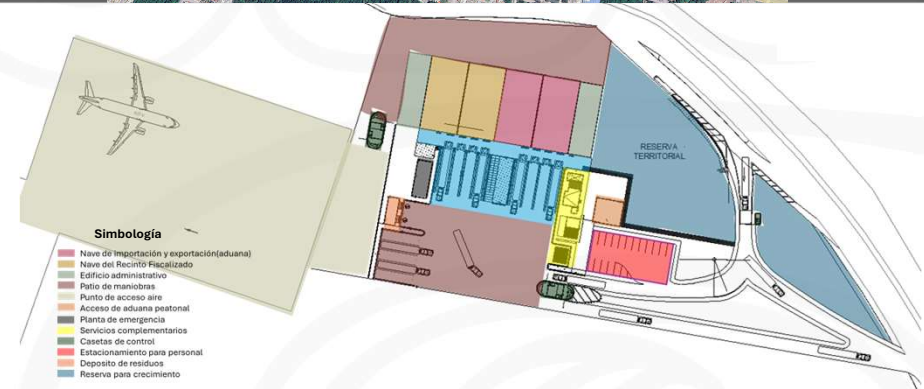 RESERVA
TERRITORIAL
Simbología
Nave de importación y exportación(aduana)
Nave del Recinto Fiscalizado
Edificio administrativo
Patio de maniobras
Punto de acceso aire
Acceso de aduana peatonal
Planta de emergencia
Servicios complementarios
Casetas de control
Estacionamiento para personal
Deposito de residuos
Reserva para crecimiento